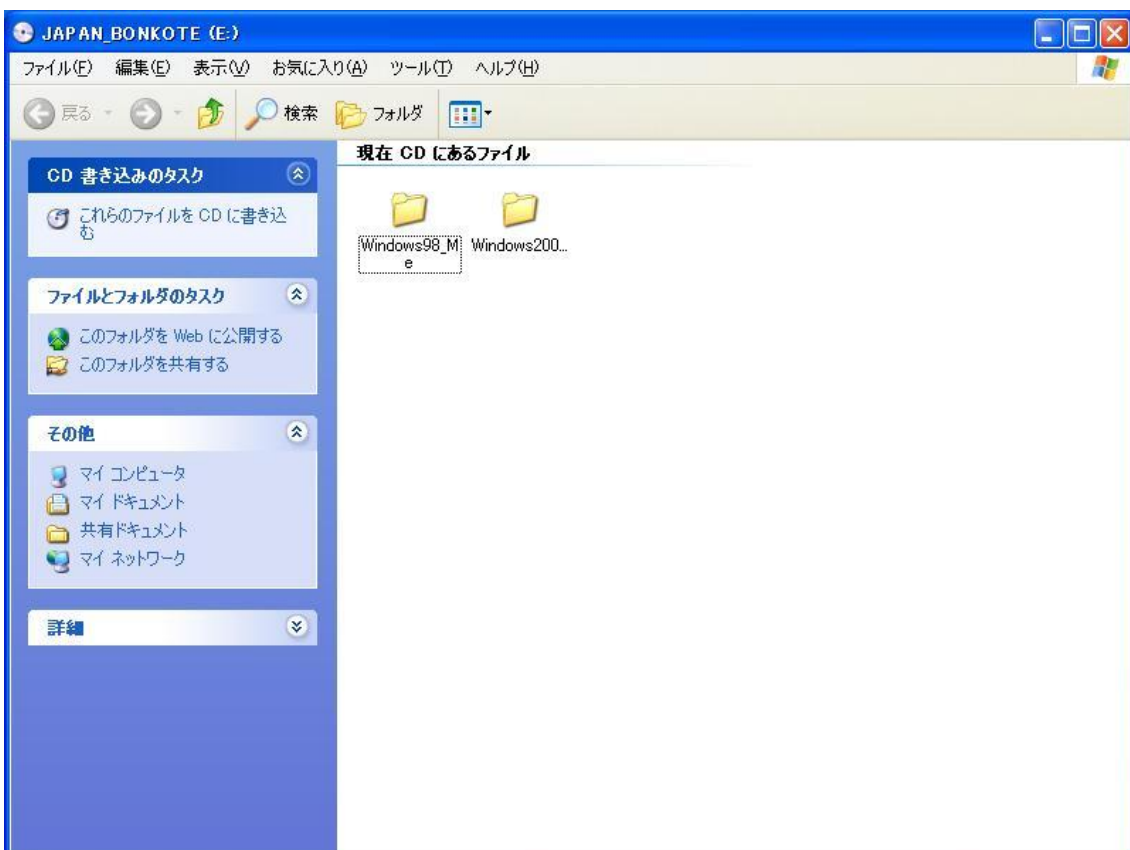 JAPAN_BONKOTE (E:)
ファイル(F) 編集(E) 表示(V) お気に入り(A) ツール(T) ヘルプ(H)
戻る 検索 フォルダ
現在 CD にあるファイル
CD 書き込みのタスク
これらのファイルを CD に書き込
む
Windows98_M
e
Windows200...
ファイルとフォルダのタスク
このフォルダを Web に公開する
このフォルダを共有する
その他
マイ コンピュータ
マイ ドキュメント
共有ドキュメント
マイ ネットワーク
詳細